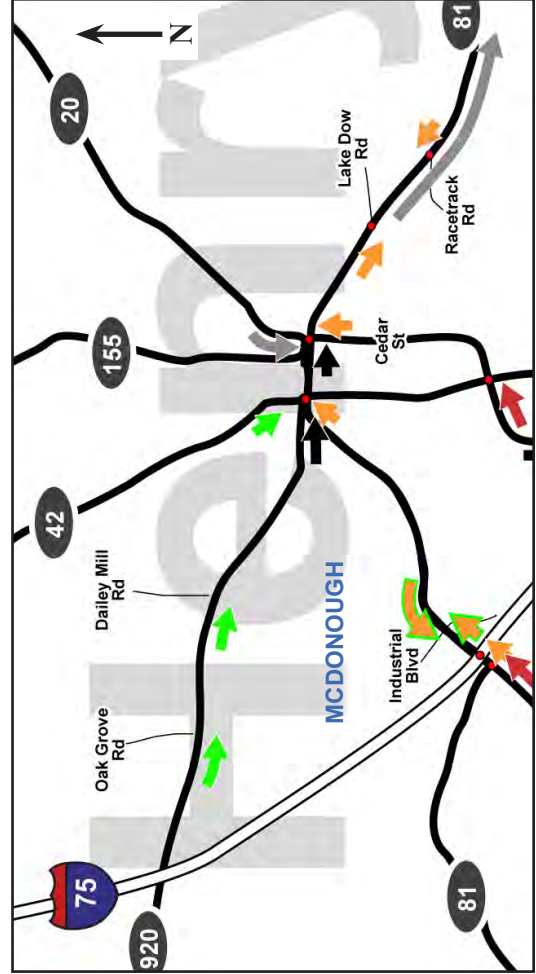 N
20
81
Henry
155
Lake Dow
Rd
Racetrack
Rd
Cedar
St
42
Dailey Mill
Rd
MCDONOUGH
Oak Grove
Rd
Industrial
Blvd
75
920
81